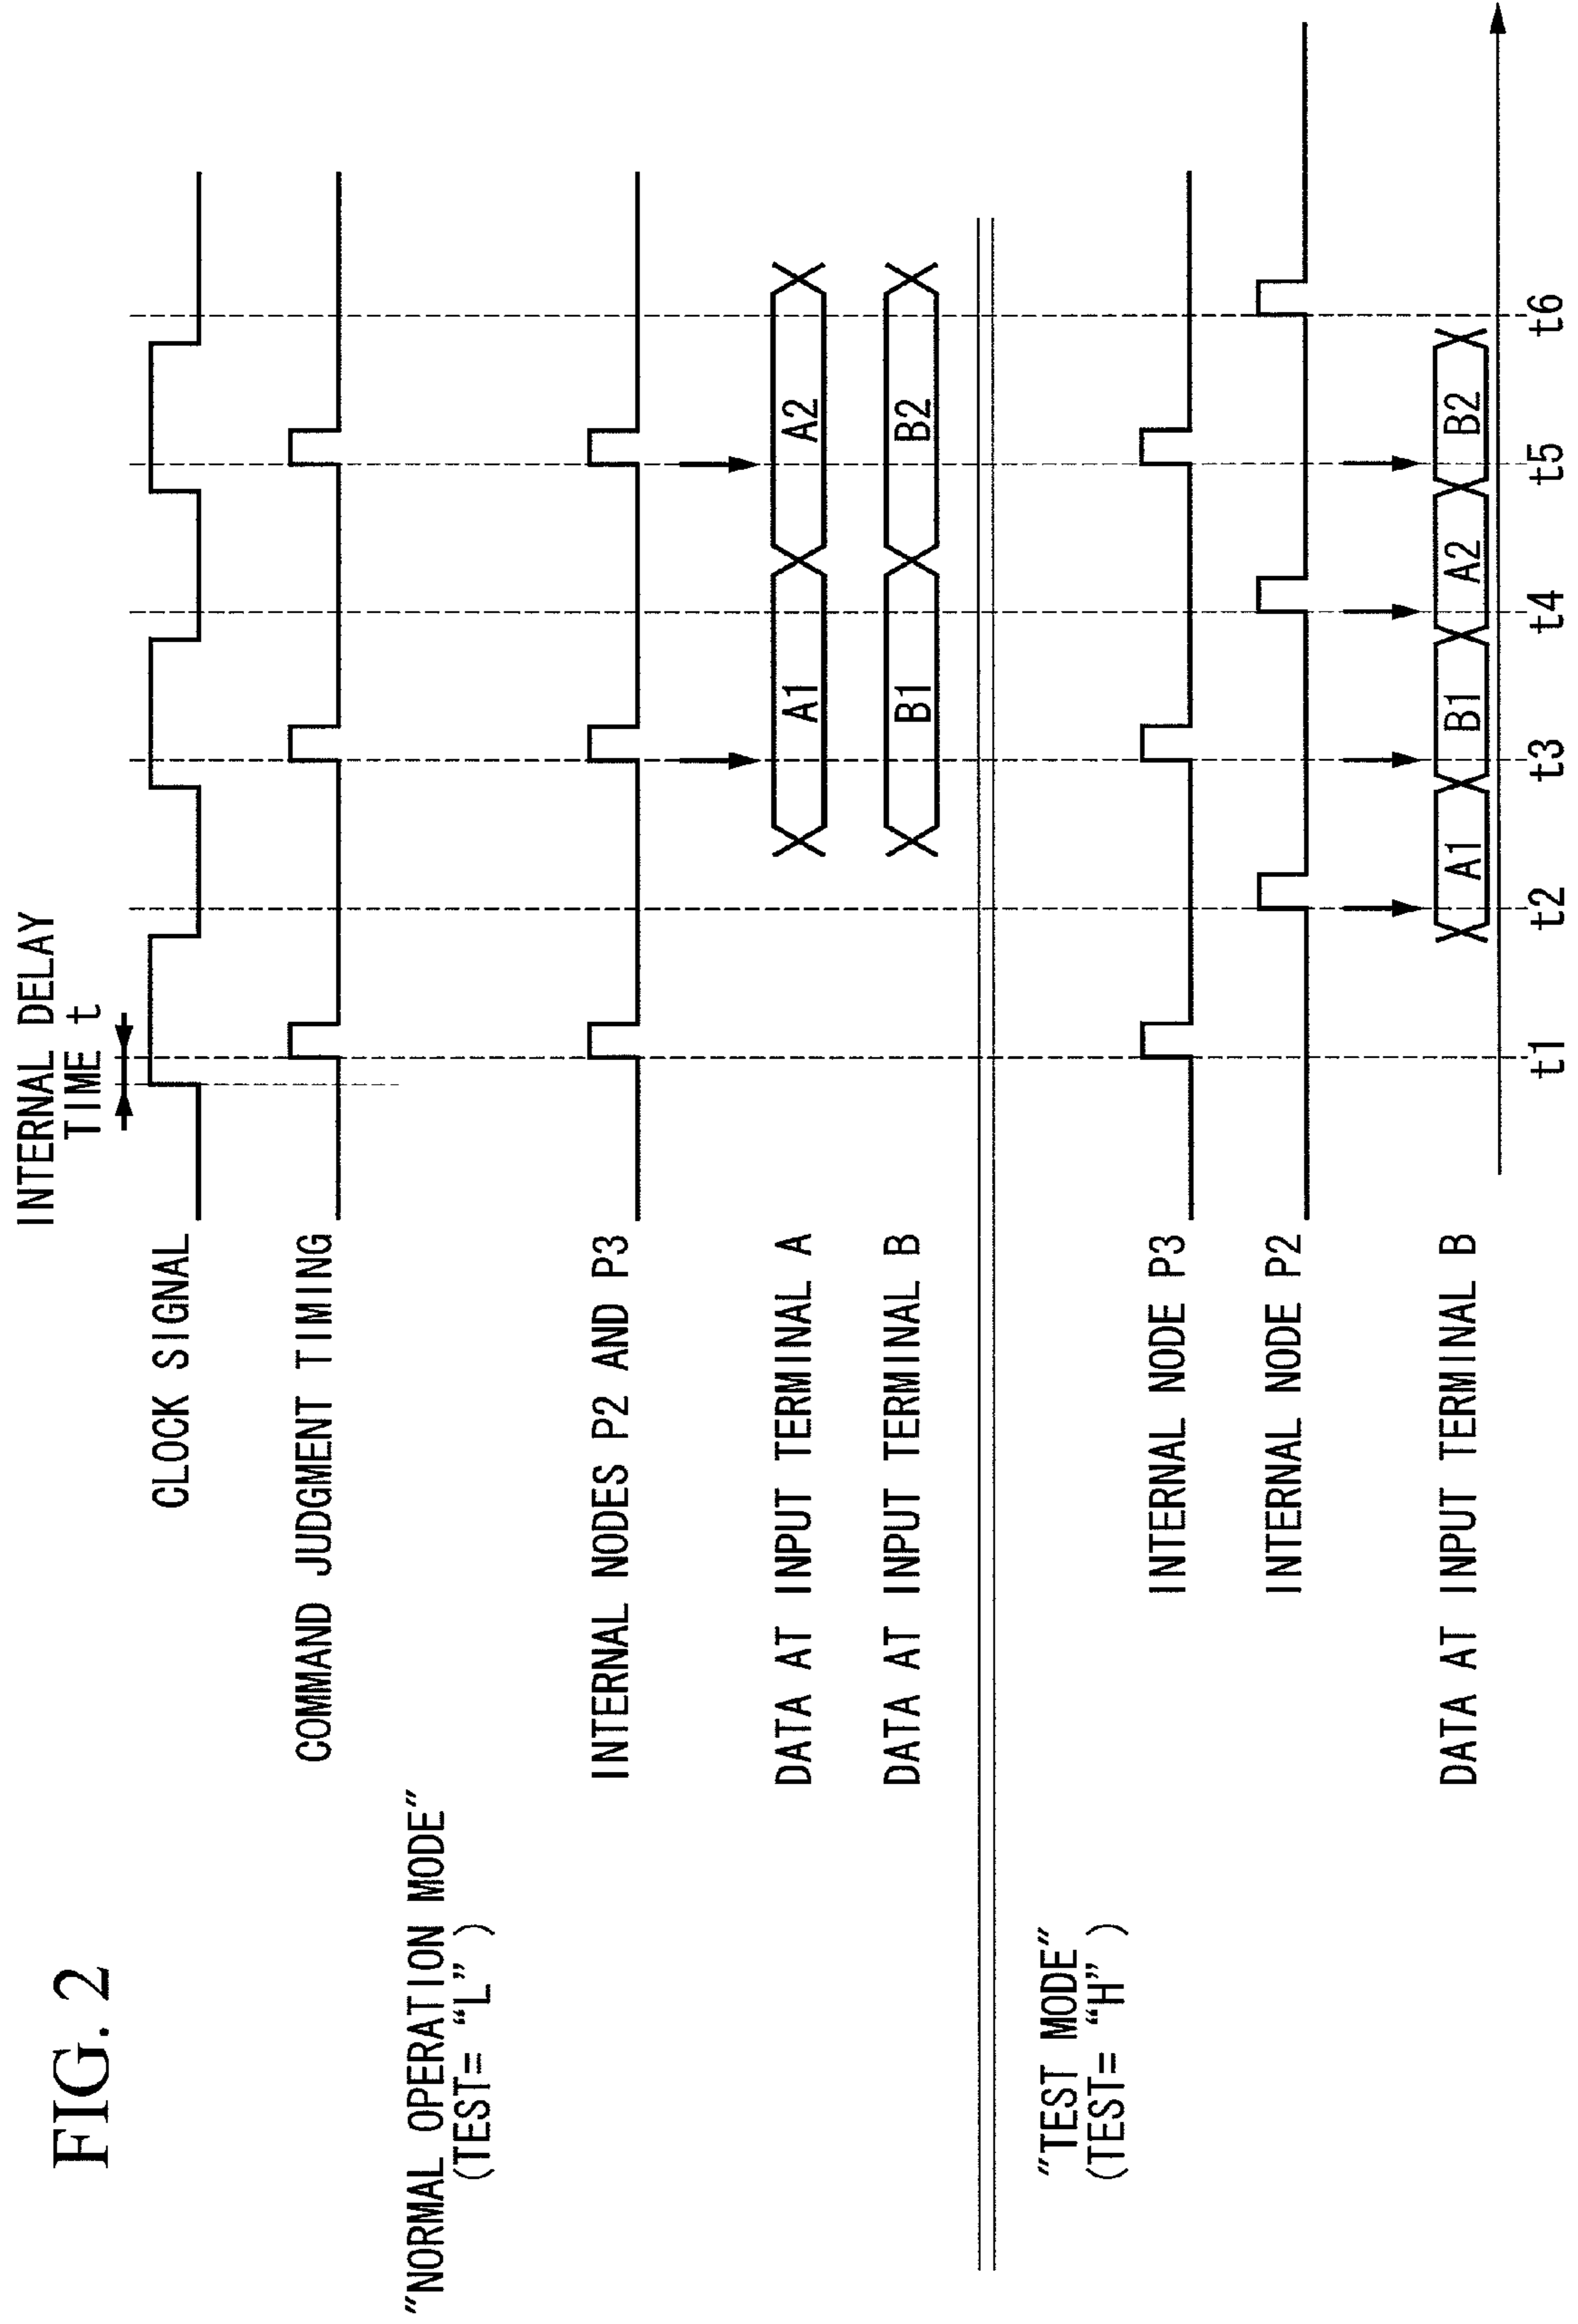 FIG. 2
INTERNAL DELAY
TIME t
CLOCK SIGNAL
COMMAND JUDGMENT TIMING
"NORMAL OPERATION MODE"
(TEST= "L" )
INTERNAL NODES P2 AND P3
DATA AT INPUT TERMINAL A
A1 A2
DATA AT INPUT TERMINAL B
B1 B2
"TEST MODE"
(TEST= "H" )
INTERNAL NODE P3
INTERNAL NODE P2
DATA AT INPUT TERMINAL B
A1 B1 A2 B2
t1 t2 t3 t4 t5 t6